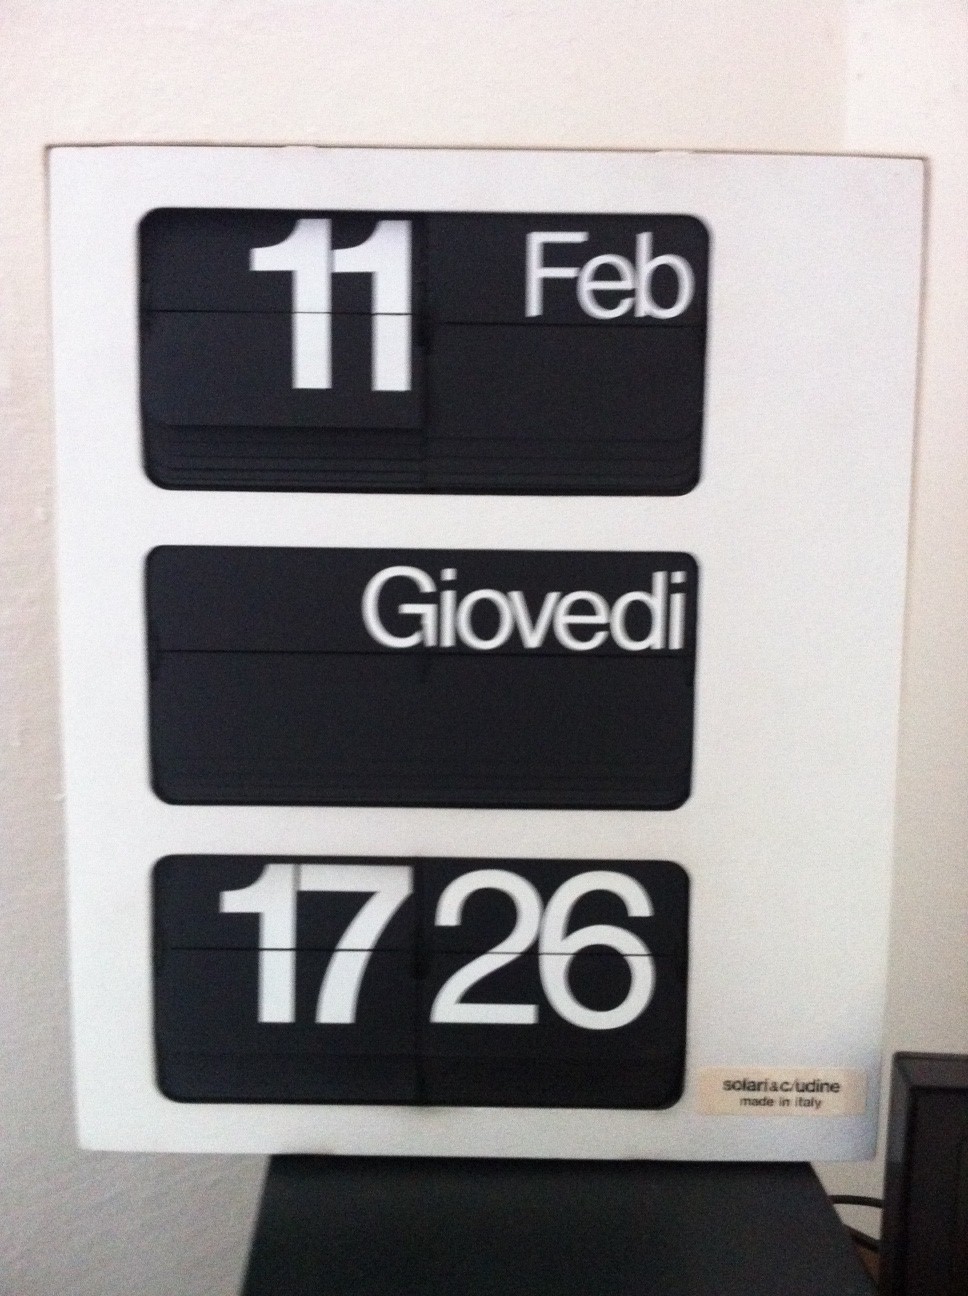 11 Feb
Giovedi
17 26
solari&c/udine
made in italy